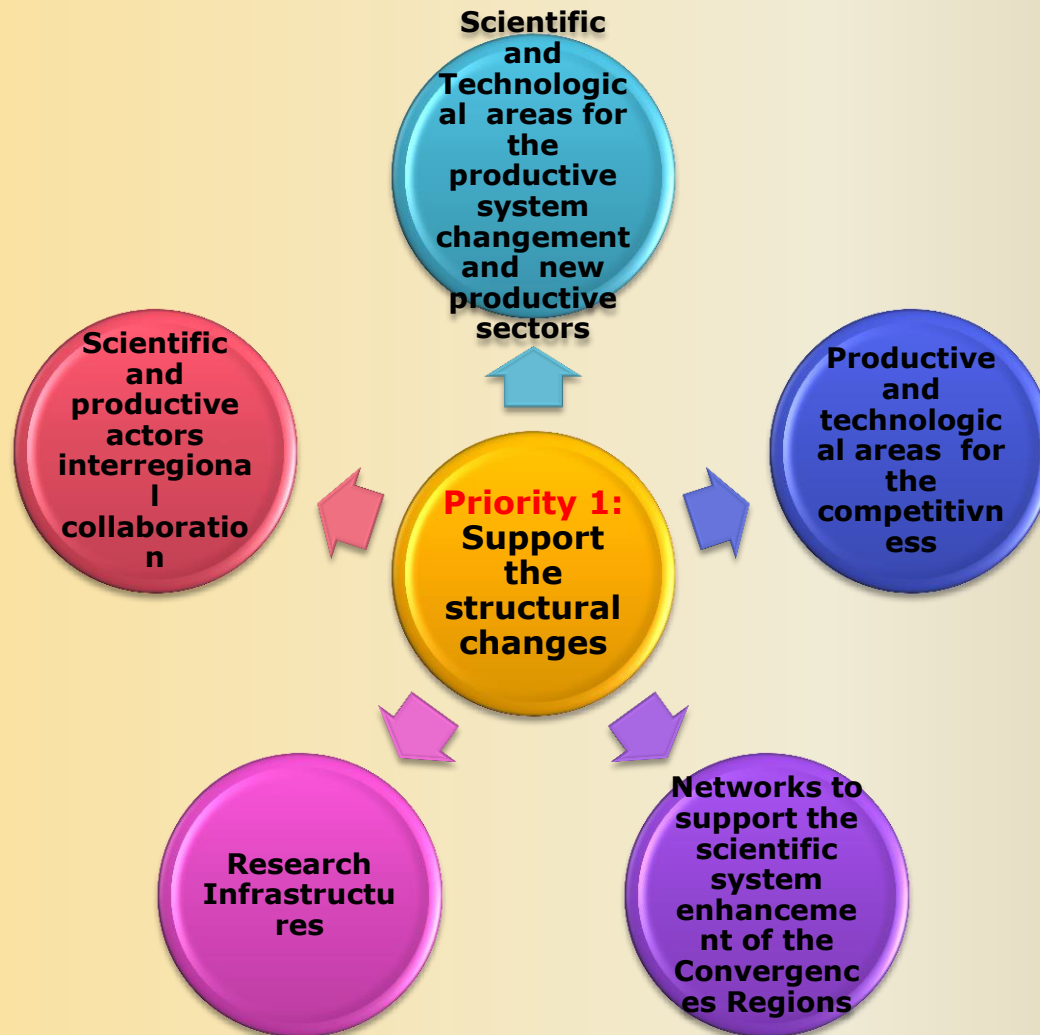 Scientific
and
Technologic
al areas for
the
productive
system
changement
and new
productive
sectors
Scientific
and
productive
actors
interregiona
l
collaboratio
n
Productive
and
technologic
al areas for
the
competitivn
ess
Priority 1:
Support
the
structural
changes
Research
Infrastructu
res
Networks to
support the
scientific
system
enhanceme
nt of the
Convergenc
es Regions